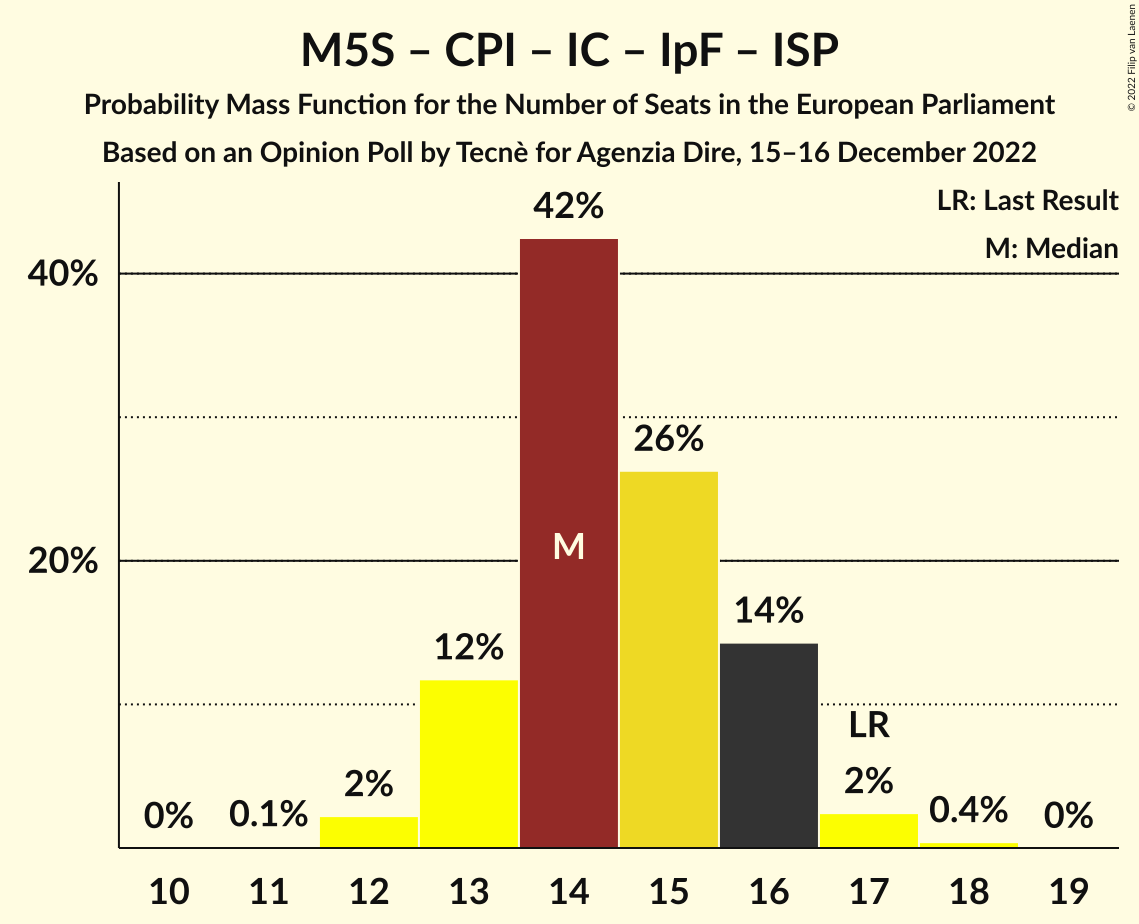 M5S – CPI – IC – IpF – ISP
Probability Mass Function for the Number of Seats in the European Parliament
Based on an Opinion Poll by Tecnè for Agenzia Dire, 15–16 December 2022
© 2022 Filip van Laenen
LR: Last Result
M: Median
42%
40%
26%
M
20%
14%
12%
LR
2%
2%
0%
0.1%
0.4%
0%
10 11 12 13 14 15 16 17 18 19